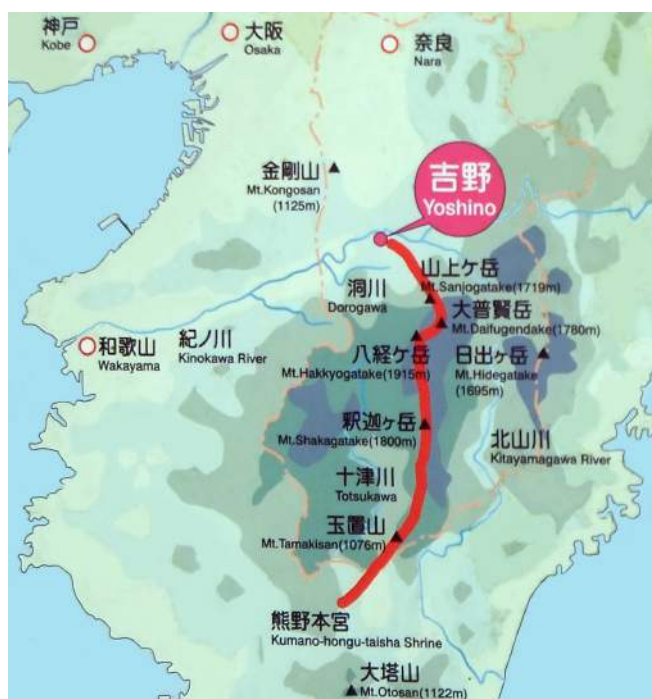 神戸
Kobe
大阪
Osaka
奈良
Nara
金剛山
Mt.Kongosan
(1125m)
吉野
Yoshino
山上ケ岳
Mt.Sanjogatake(1719m)
洞川
Dorogawa
大普賢岳
Mt.Daifugendake(1780m)
和歌山
Wakayama
紀ノ川
Kinokawa River
八経ケ岳
Mt.Hakkyogatake(1915m)
日出ヶ岳
Mt.Hidegatake
(1695m)
釈迦ヶ岳
Mt.Shakagatake(1800m)
北山川
Kitayamagawa River
十津川
Totsukawa
玉置山
Mt.Tamakisan(1076m)
熊野本宮
Kumano-hongu-taisha Shrine
大塔山
Mt.Otosan(1122m)